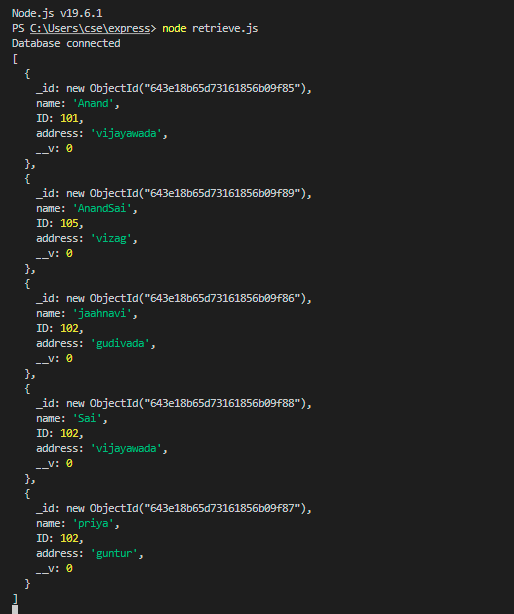 Node.js v19.6.1
PS C:\Users\cse\express> node retrieve.js
Database connected
[
  {
    _id: new ObjectId("643e18b65d73161856b09f85"),
    name: 'Anand',
    ID: 101,
    address: 'vijayawada',
    __v: 0
  },
  {
    _id: new ObjectId("643e18b65d73161856b09f89"),
    name: 'AnandSai',
    ID: 105,
    address: 'vizag',
    __v: 0
  },
  {
    _id: new ObjectId("643e18b65d73161856b09f86"),
    name: 'jaahnavi',
    ID: 102,
    address: 'gudivada',
    __v: 0
  },
  {
    _id: new ObjectId("643e18b65d73161856b09f88"),
    name: 'Sai',
    ID: 102,
    address: 'vijayawada',
    __v: 0
  },
  {
    _id: new ObjectId("643e18b65d73161856b09f87"),
    name: 'priya',
    ID: 102,
    address: 'guntur',
    __v: 0
  }
]